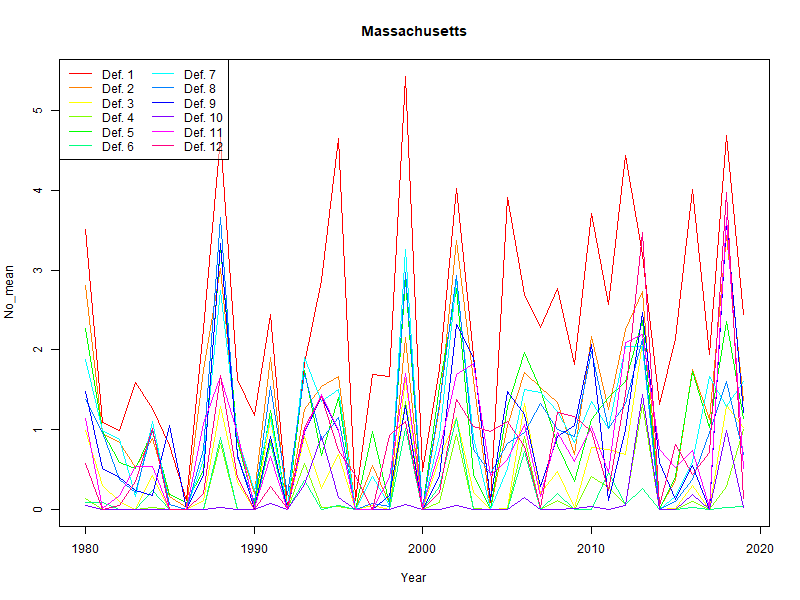 Massachusetts
Def. 1 Def. 7
Def. 2 Def. 8
Def. 3 Def. 9
Def. 4 Def. 10
Def. 5 Def. 11
Def. 6 Def. 12
No_mean
5
4
3
2
1
0
1980 1990 2000 2010 2020
Year